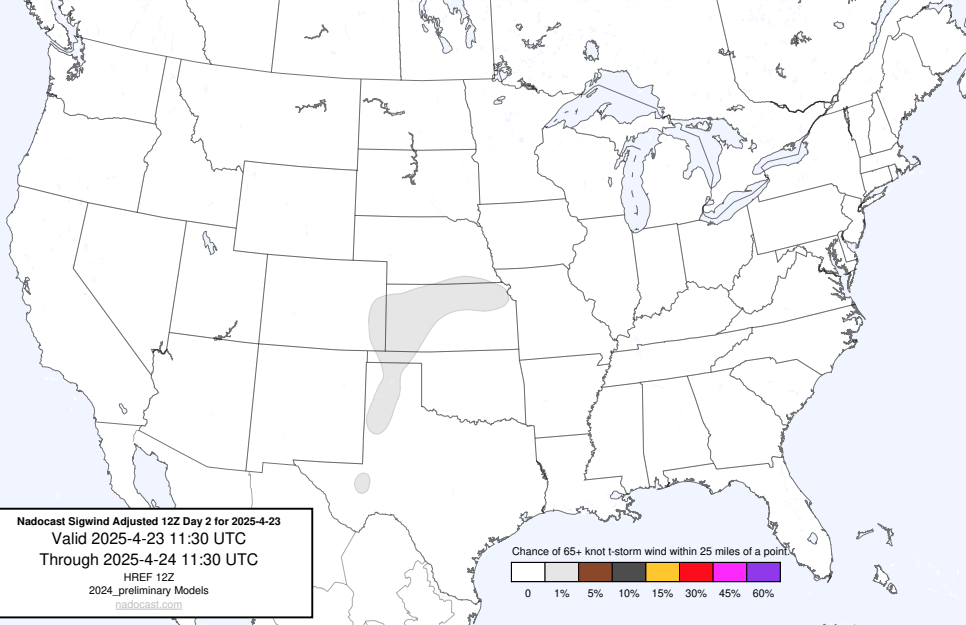 Nadocast Sigwind Adjusted 12Z Day 2 for 2025-4-23
Valid 2025-4-23 11:30 UTC
Through 2025-4-24 11:30 UTC
HREF 12Z
2024_preliminary Models
nadocast.com
Chance of 65+ knot t-storm wind within 25 miles of a point.
0 1% 5% 10% 15% 30% 45% 60%